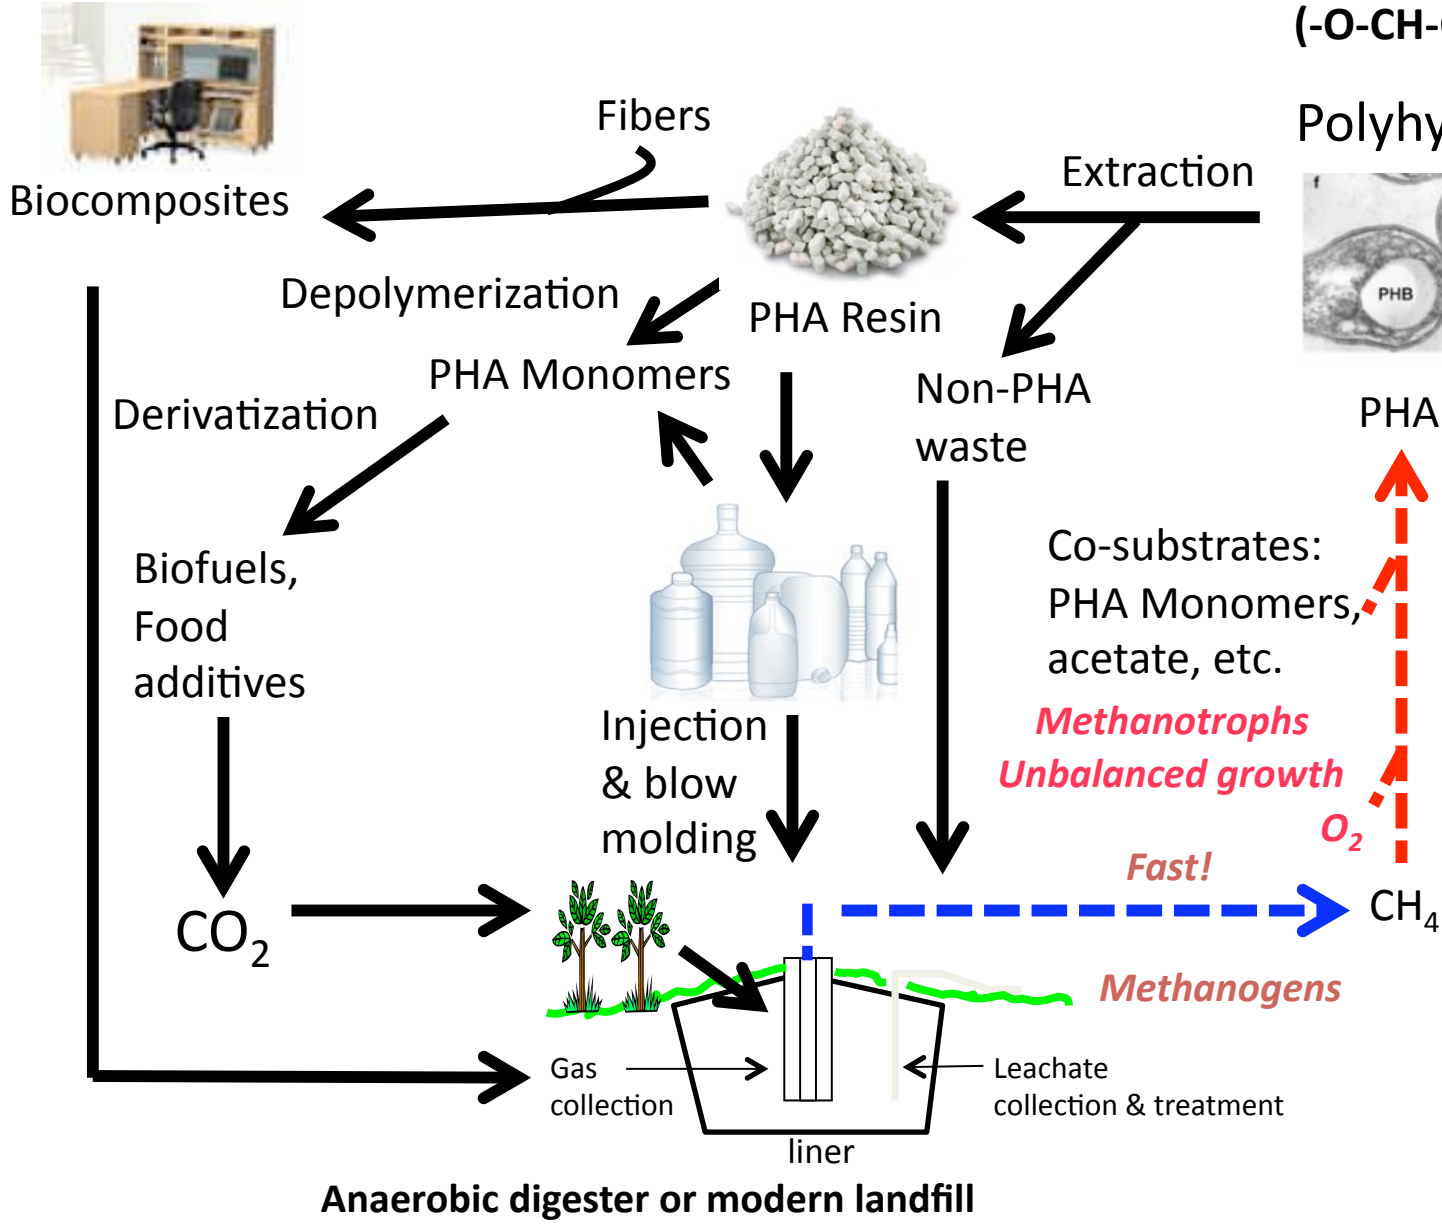 (-O-CH-
Polyhy
Fibers
Extraction
Biocomposites
f
PHB
Depolymerization
PHA Resin
PHA Monomers
Non-PHA
waste
Derivatization
PHA
Biofuels,
Food
additives
Co-substrates:
PHA Monomers,
acetate, etc.
Methanotrophs
Unbalanced growth
O₂
Injection
& blow
molding
Fast!
CH₄
CO₂
Methanogens
Gas
collection
Leachate
collection & treatment
liner
Anaerobic digester or modern landfill